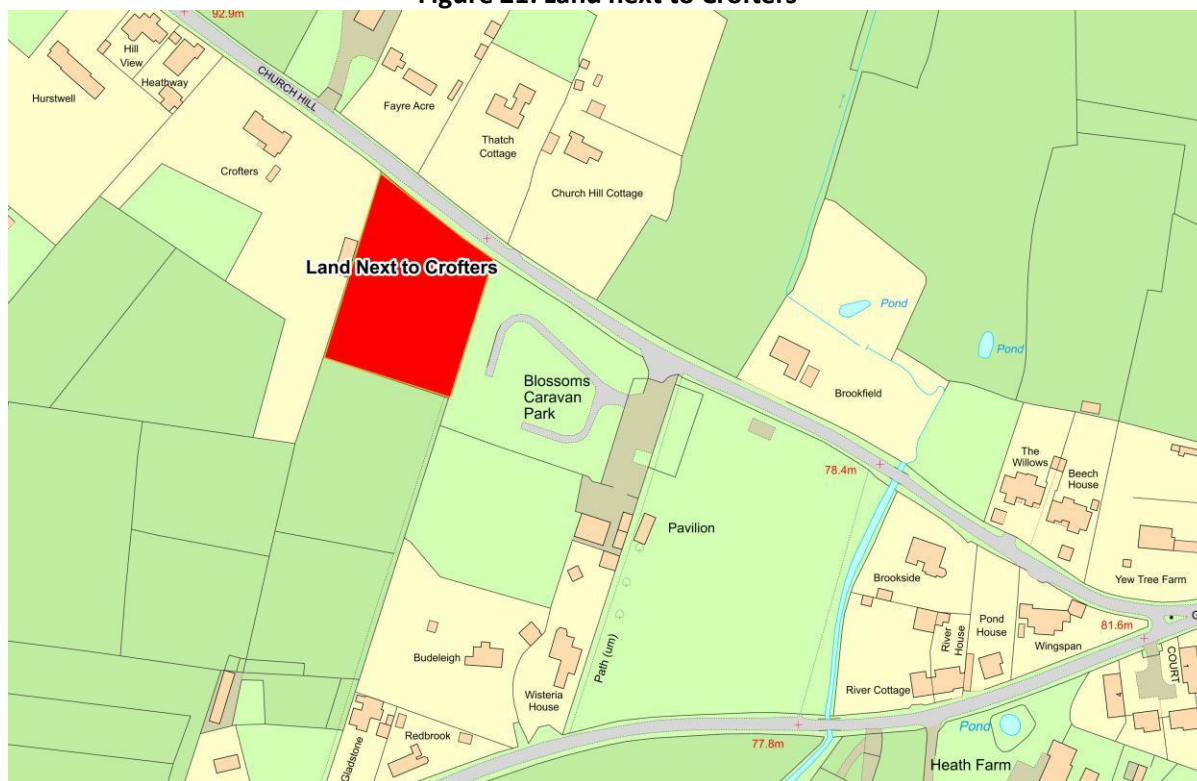 Figure 21: Land next to Crofters
92.9m
Hill
View
Heathway
Hurstwell
CHURCH HILL
Fayre Acre
Thatch
Cottage
Crofters
Church Hill Cottage
Land Next to Crofters
Pond
Pond
Blossoms
Caravan
Park
Brookfield
The
Willows
Beech
House
78.4m
Pavilion
Yew Tree Farm
Brookside
Pond
House
River
House
Wingspan
81.6m
G
COURT
1
4
Budeleigh
Path (um)
Wisteria
House
River Cottage
Redbrook
Gladstone
77.8m
Pond
Heath Farm